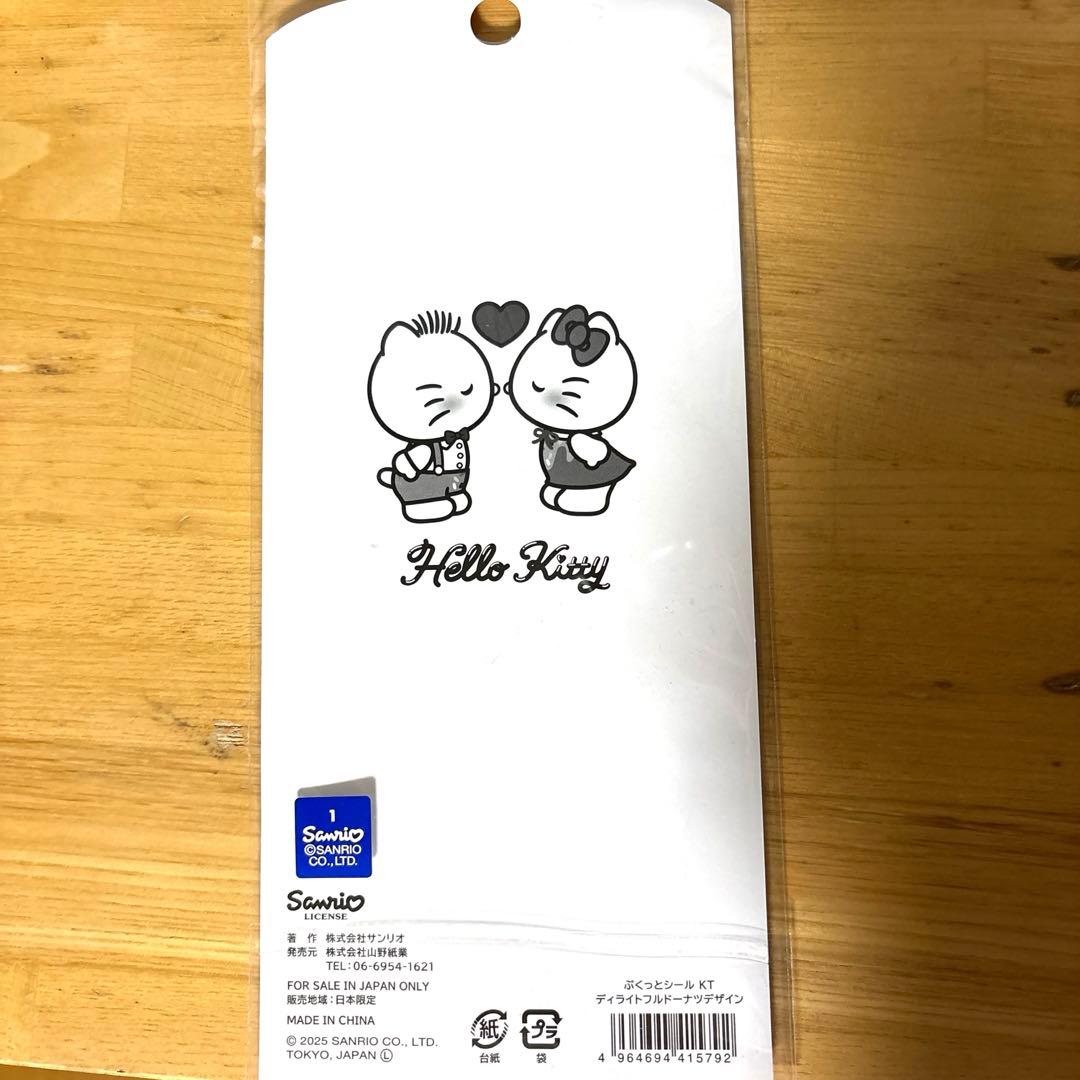 Hello Kitty
1
Sanrio
©SANRIO
CO.,LTD.
Sanrio
LICENSE
著　作　株式会社サンリオ
発売元　株式会社山野紙業
TEL：06-6954-1621
FOR SALE IN JAPAN ONLY
販売地域：日本限定
MADE IN CHINA
© 2025 SANRIO CO., LTD.
TOKYO, JAPAN Ⓛ
紙
台紙
プラ
袋
ぷくっとシール KT
ディライトフルドーナツデザイン
4 964694 415792